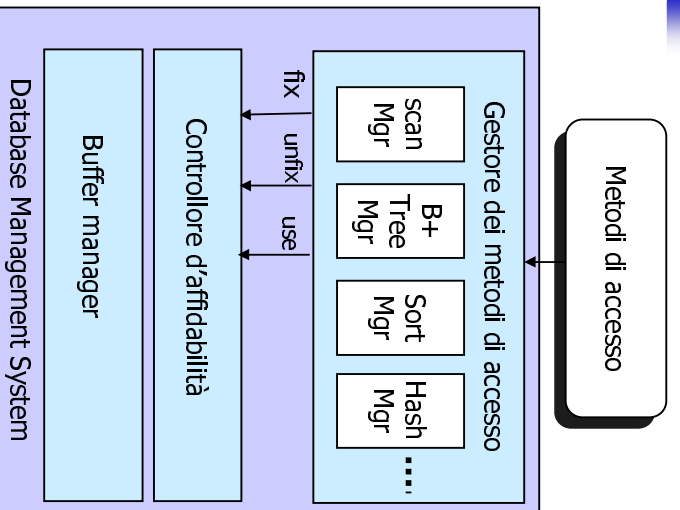 Metodi di accesso
Gestore dei metodi di accesso
scan
Mgr
B+
Tree
Mgr
Sort
Mgr
Hash
Mgr
....
fix
unfix
use
Controllore d'affidabilità
Buffer manager
Database Management System